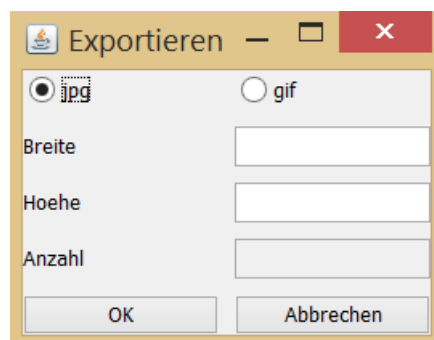 Exportieren
jpg gif
Breite
Hoehe
Anzahl
OK Abbrechen